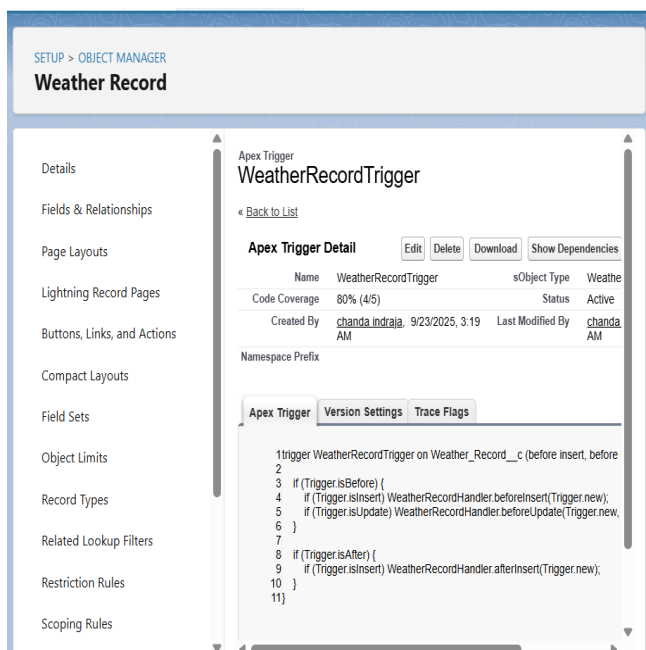 SETUP > OBJECT MANAGER
Weather Record
Details
Fields & Relationships
Page Layouts
Lightning Record Pages
Buttons, Links, and Actions
Compact Layouts
Field Sets
Object Limits
Record Types
Related Lookup Filters
Restriction Rules
Scoping Rules
Apex Trigger
WeatherRecordTrigger
« Back to List
Apex Trigger Detail Edit Delete Download Show Dependencies
Name WeatherRecordTrigger sObject Type Weathe
Code Coverage 80% (4/5) Status Active
Created By chanda indraja, 9/23/2025, 3:19 AM Last Modified By chanda AM
Namespace Prefix
Apex Trigger Version Settings Trace Flags
1trigger WeatherRecordTrigger on Weather_Record__c (before insert, before
2
3 if (Trigger.isBefore) {
4 if (Trigger.isInsert) WeatherRecordHandler.beforeInsert(Trigger.new);
5 if (Trigger.isUpdate) WeatherRecordHandler.beforeUpdate(Trigger.new,
6 }
7
8 if (Trigger.isAfter) {
9 if (Trigger.isInsert) WeatherRecordHandler.afterInsert(Trigger.new);
10 }
11}